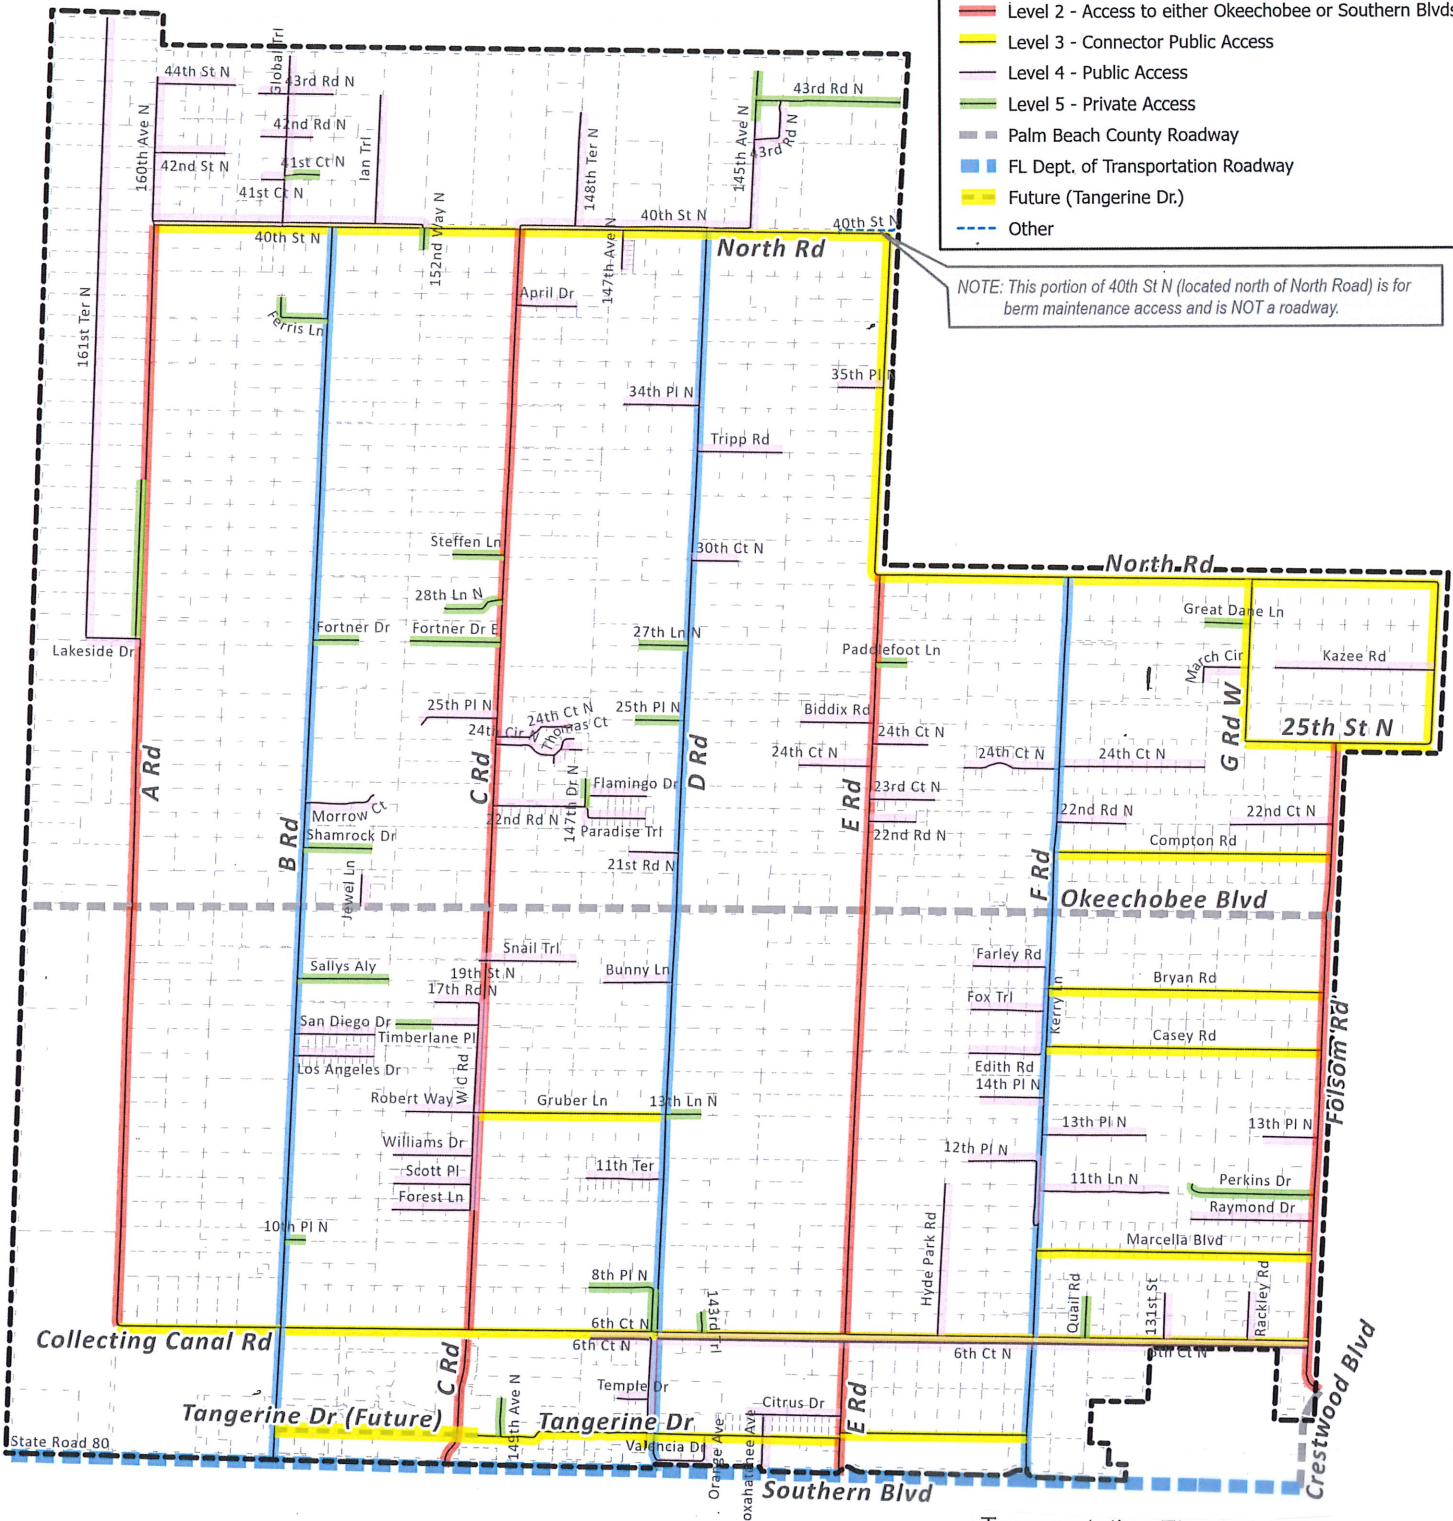 Level 2 - Access to either Okeechobee or Southern Blvds
Level 3 - Connector Public Access
Level 4 - Public Access
Level 5 - Private Access
Palm Beach County Roadway
FL Dept. of Transportation Roadway
Future (Tangerine Dr.)
Other
NOTE: This portion of 40th St N (located north of North Road) is for
berm maintenance access and is NOT a roadway.
44th St N
Global Trl
43rd Rd N
43rd Rd N
160th Ave N
42nd Rd N
Ian Trl
148th Ter N
145th Ave N
43rd Rd N
42nd St N
41st Ct N
41st Ct N
40th St N
40th St N
40th St N
152nd Way N
147th Ave N
North Rd
161st Ter N
April Dr
Ferris Ln
35th Pl N
34th Pl N
Tripp Rd
Steffen Ln
30th Ct N
North Rd
28th Ln N
Great Dane Ln
Fortner Dr
Fortner Dr E
27th Ln N
Lakeside Dr
Paddlefoot Ln
March Cir
Kazee Rd
25th Pl N
24th Ct N
25th Pl N
Biddix Rd
G Rd W
25th St N
24th Cir N
Thomas Ct
24th Ct N
24th Ct N
24th Ct N
24th Ct N
A Rd
C Rd
D Rd
147th Dr N
Flamingo Dr
23rd Ct N
E Rd
Morrow Ct
22nd Rd N
Paradise Trl
22nd Rd N
22nd Rd N
22nd Ct N
B Rd
Shamrock Dr
21st Rd N
Compton Rd
Jewel Ln
F Rd
Okeechobee Blvd
Snail Trl
Farley Rd
Sallys Aly
19th St N
Bunny Ln
Bryan Rd
17th Rd N
Fox Trl
Kerry Ln
San Diego Dr
Timberlane Pl
Casey Rd
Folsom Rd
Los Angeles Dr
W C Rd
Edith Rd
14th Pl N
Robert Way
Gruber Ln
13th Ln N
13th Pl N
13th Pl N
Williams Dr
12th Pl N
Scott Pl
11th Ter
11th Ln N
Perkins Dr
Forest Ln
Raymond Dr
10th Pl N
Hyde Park Rd
Marcella Blvd
8th Pl N
143rd Trl
Quail Rd
131st St
Rackley Rd
6th Ct N
Collecting Canal Rd
6th Ct N
6th Ct N
6th Ct N
C Rd
Temple Dr
Citrus Dr
E Rd
Crestwood Blvd
149th Ave N
Tangerine Dr (Future)
Tangerine Dr
Valencia Dr
Orange Ave
oxahatchee Ave
State Road 80
Southern Blvd